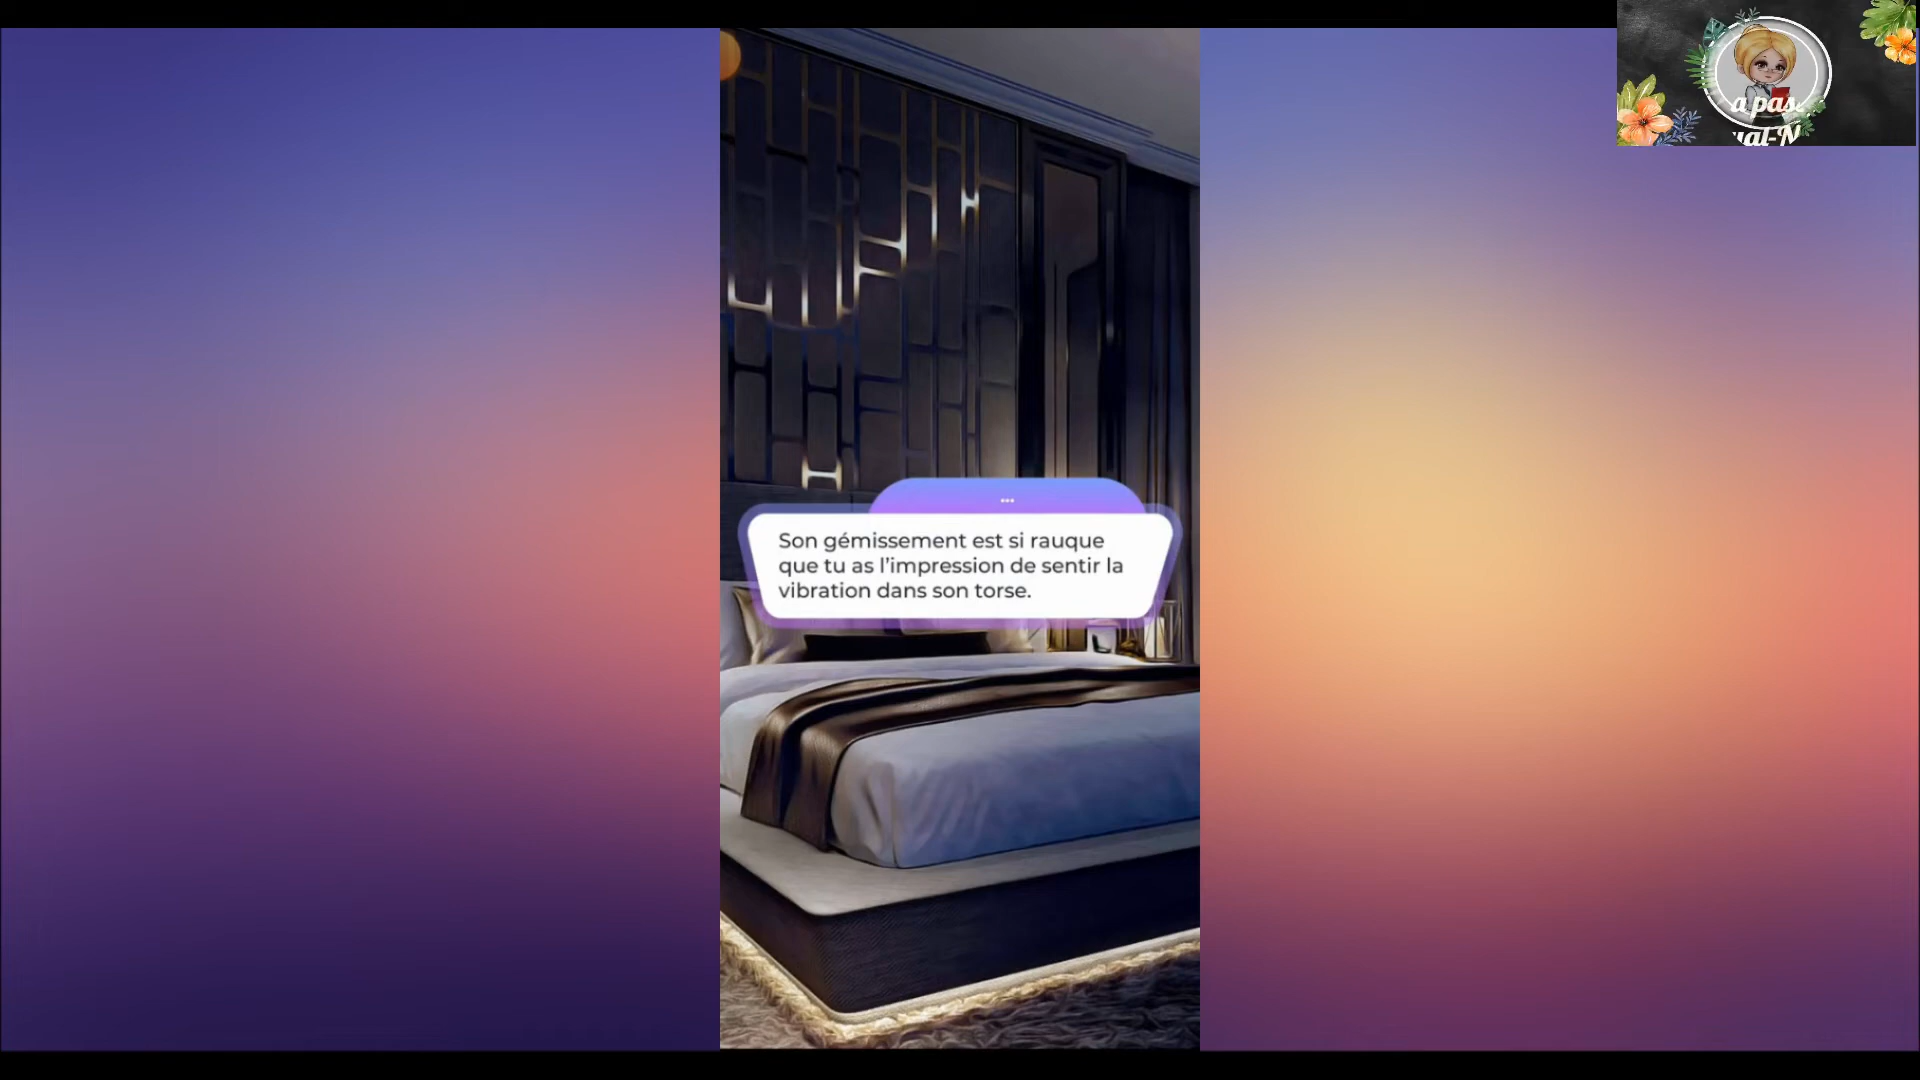 ...
Son gémissement est si rauque
que tu as l’impression de sentir la
vibration dans son torse.